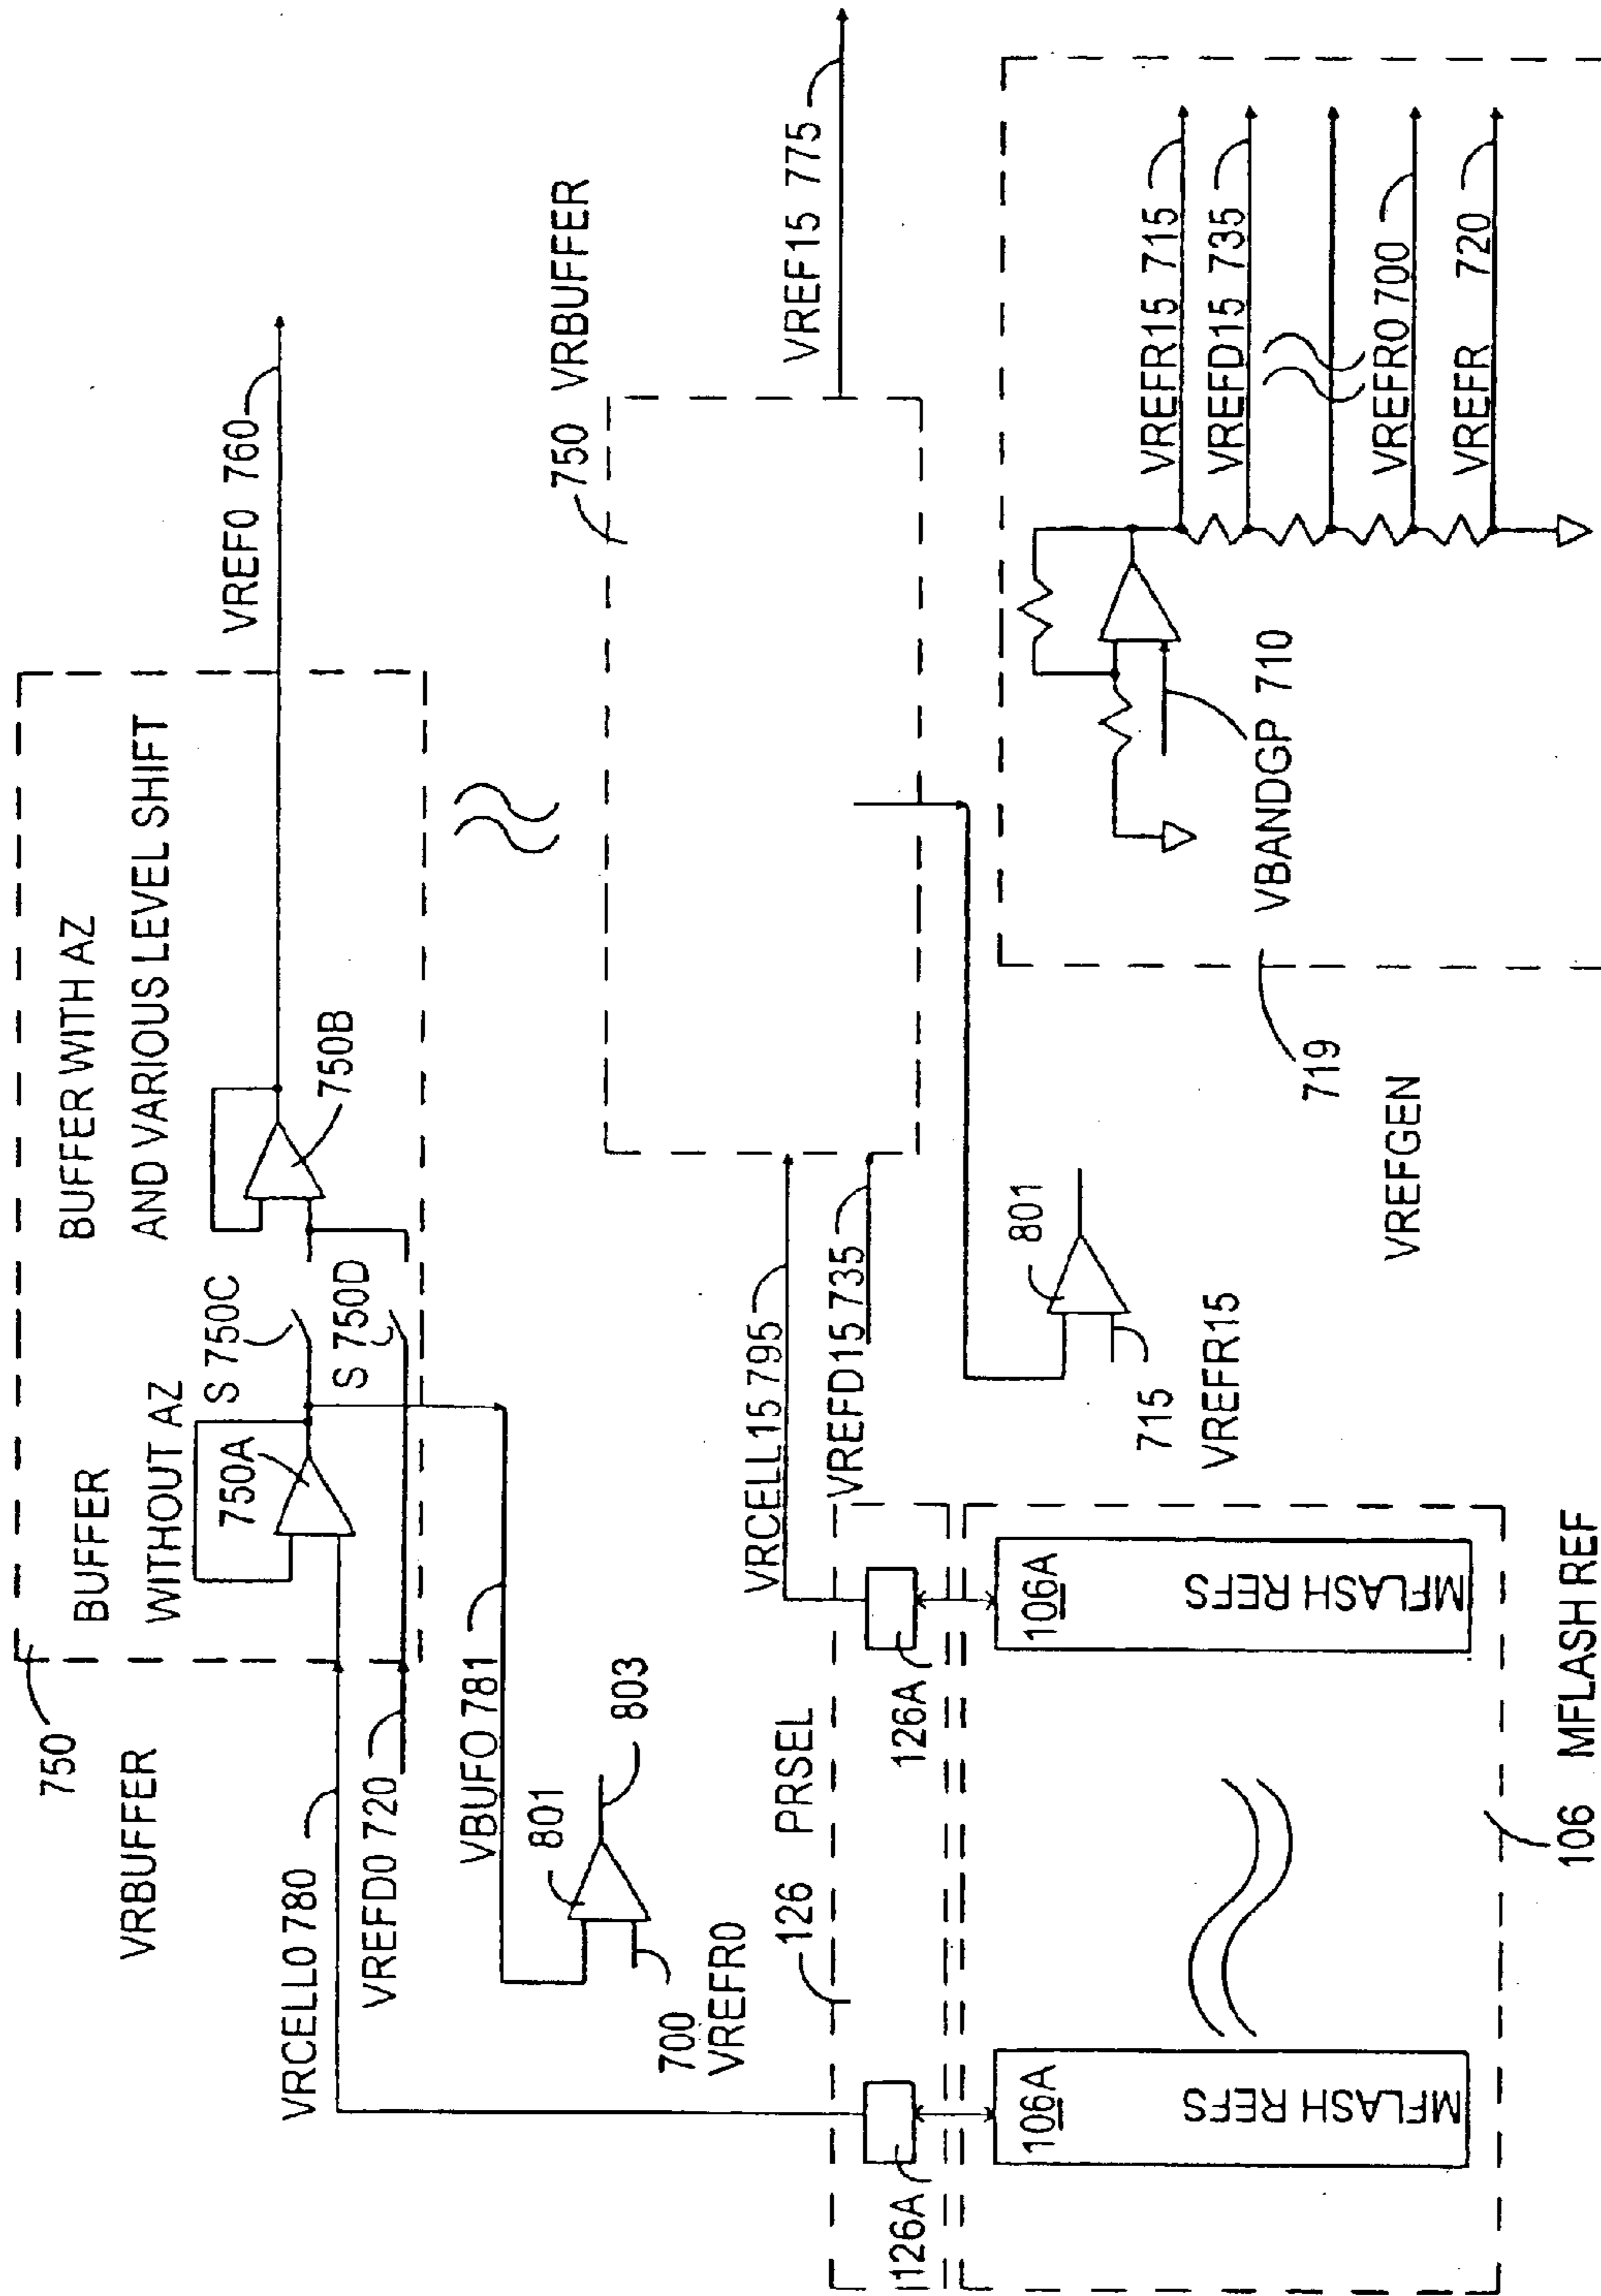 750
VRBUFFER
BUFFER
WITHOUT AZ
750A
S 750C
S 750D
BUFFER WITH AZ
AND VARIOUS LEVEL SHIFT
750B
VREF0 760
VRCELL0 780
VREFD0 720
VBUFO 781
801
803
700
VREFR0
750 VRBUFFER
VREF15 775
VRCELL15 795
VREFD15 735
801
715
VREFR15
126 PRSEL
126A
126A
106A
MFLASH REFS
106A
MFLASH REFS
106 MFLASH REF
VREFGEN
719
VBANDGP 710
VREFR15 715
VREFD15 735
VREFR0 700
VREFR 720